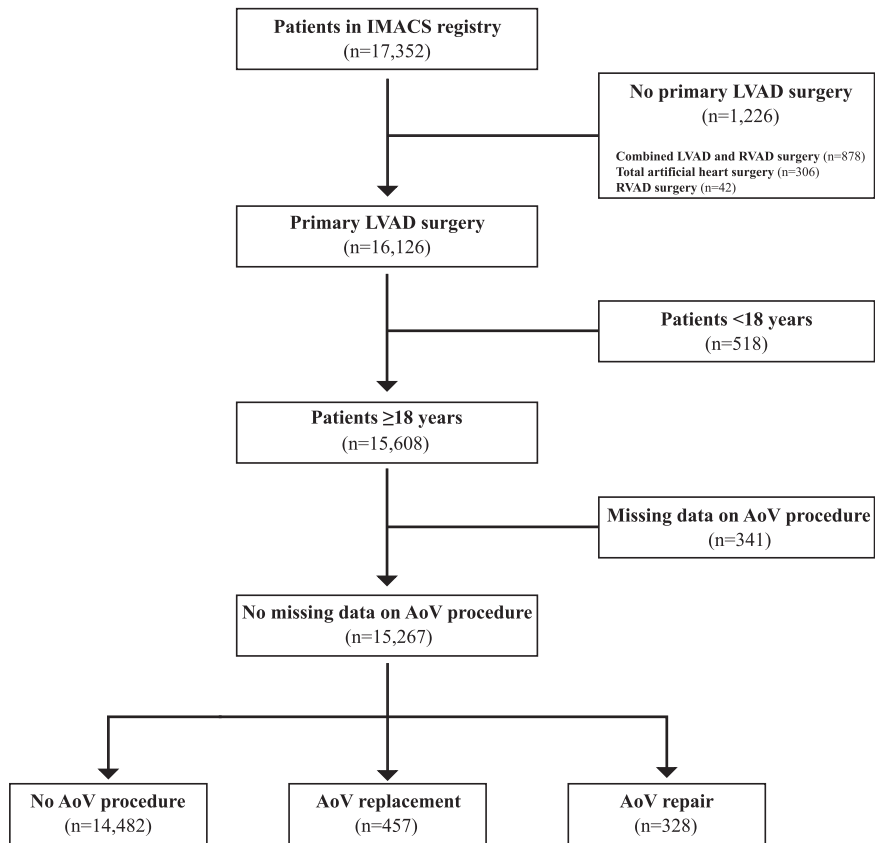 Patients in IMACS registry
(n=17,352)
No primary LVAD surgery
(n=1,226)
Combined LVAD and RVAD surgery (n=878)
Total artificial heart surgery (n=306)
RVAD surgery (n=42)
Primary LVAD surgery
(n=16,126)
Patients <18 years
(n=518)
Patients ≥18 years
(n=15,608)
Missing data on AoV procedure
(n=341)
No missing data on AoV procedure
(n=15,267)
No AoV procedure
(n=14,482)
AoV replacement
(n=457)
AoV repair
(n=328)